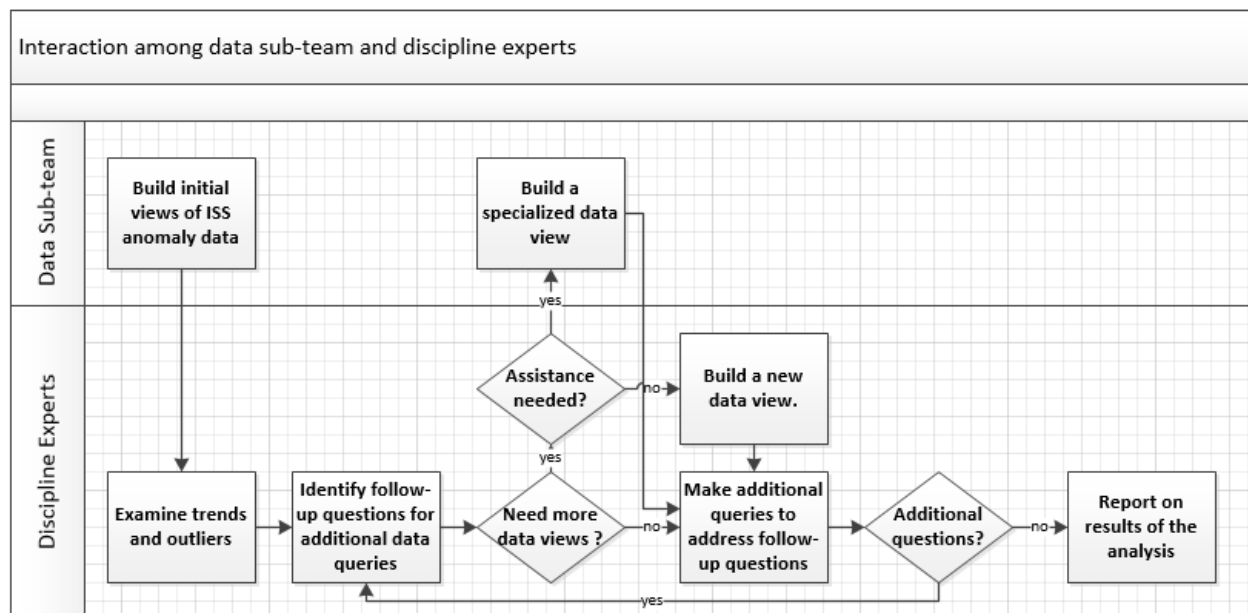 Interaction among data sub-team and discipline experts
Data Sub-team
Build initial
views of ISS
anomaly data
Build a
specialized data
view
yes
Discipline Experts
Assistance
needed?
no
Build a new
data view.
yes
Examine trends
and outliers
Identify follow-
up questions for
additional data
queries
Need more
data views ?
no
Make additional
queries to
address follow-
up questions
Additional
questions?
no
Report on
results of the
analysis
yes